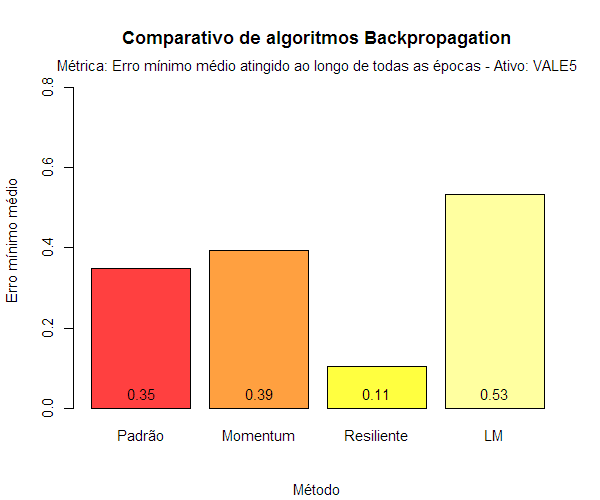 Comparativo de algoritmos Backpropagation
Métrica: Erro mínimo médio atingido ao longo de todas as épocas - Ativo: VALE5
Erro mínimo médio
0.8
0.6
0.4
0.2
0.0
0.35
0.39
0.11
0.53
Padrão
Momentum
Resiliente
LM
Método